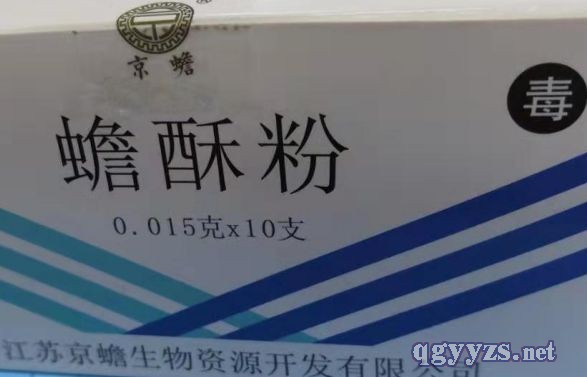 京蟾
毒
蟾酥粉
0.015克x10支
江苏京蟾生物资源开发有限公司
qgyyzs.net